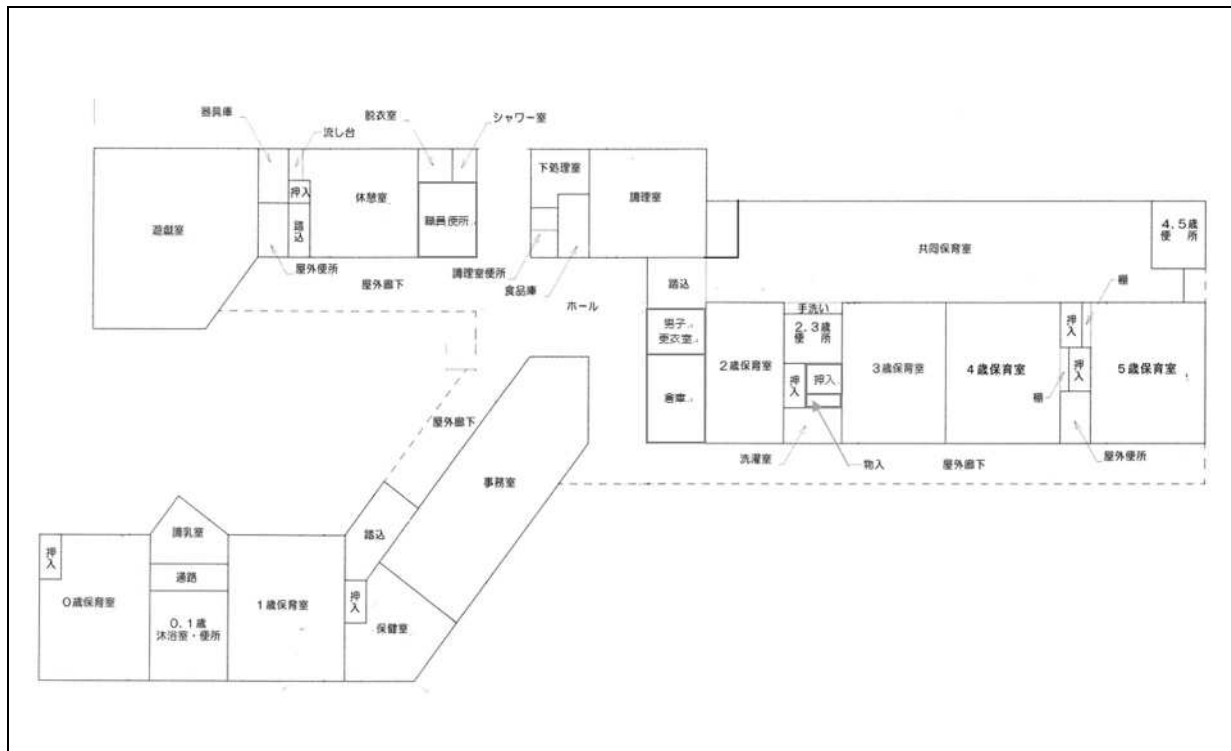 器具庫
流し台
脱衣室
シャワー室
遊戯室
押入
踏込
休憩室
職員便所
屋外便所
屋外廊下
下処理室
調理室
調理室便所
食品庫
ホール
共同保育室
4,5歳
便 所
踏込
男子
更衣室
倉庫
2歳保育室
手洗い
2,3歳
便 所
押入
押入
洗濯室
物入
3歳保育室
4歳保育室
押入
棚
押入
棚
5歳保育室
屋外便所
屋外廊下
屋外廊下
事務室
踏込
押入
保健室
調乳室
通路
0,1歳
沐浴室・便所
1歳保育室
押入
0歳保育室